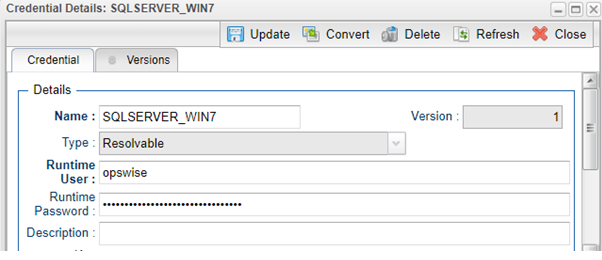 Credential Details: SQLSERVER_WIN7
Update Convert Delete Refresh Close
Credential Versions
Details
Name : SQLSERVER_WIN7 Version : 1
Type : Resolvable
Runtime
User : opswise
Runtime
Password : ••••••••••••••••••••••••••••••••
Description :